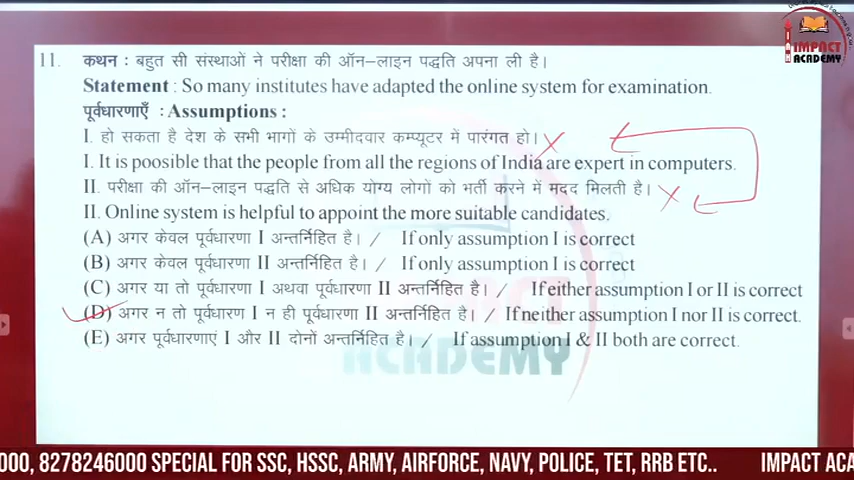 IMPACT
ACADEMY
11. कथन : बहुत सी संस्थाओं ने परीक्षा की ऑन-लाइन पद्धति अपना ली है।
Statement : So many institutes have adapted the online system for examination.
पूर्वधारणाएँ : Assumptions :
I. हो सकता है देश के सभी भागों के उम्मीदवार कम्प्यूटर में पारंगत हो।
I. It is poosible that the people from all the regions of India are expert in computers.
II. परीक्षा की ऑन-लाइन पद्धति से अधिक योग्य लोगों को भर्ती करने में मदद मिलती है।
II. Online system is helpful to appoint the more suitable candidates.
(A) अगर केवल पूर्वधारणा I अन्तर्निहित है। / If only assumption I is correct
(B) अगर केवल पूर्वधारणा II अन्तर्निहित है। / If only assumption I is correct
(C) अगर या तो पूर्वधारणा I अथवा पूर्वधारणा II अन्तर्निहित है। / If either assumption I or II is correct
(D) अगर न तो पूर्वधारण I न ही पूर्वधारणा II अन्तर्निहित है। / If neither assumption I nor II is correct.
(E) अगर पूर्वधारणाएं I और II दोनों अन्तर्निहित है। / If assumption I & II both are correct.
ACADEMY
000, 8278246000 SPECIAL FOR SSC, HSSC, ARMY, AIRFORCE, NAVY, POLICE, TET, RRB ETC.. IMPACT ACA